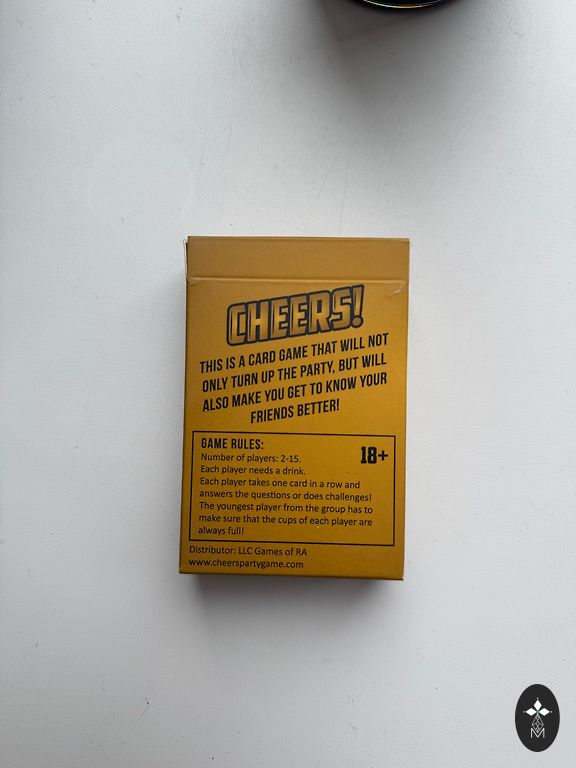 CHEERS!
THIS IS A CARD GAME THAT WILL NOT
ONLY TURN UP THE PARTY, BUT WILL
ALSO MAKE YOU GET TO KNOW YOUR
FRIENDS BETTER!
GAME RULES:
18+
Number of players: 2-15.
Each player needs a drink.
Each player takes one card in a row and
answers the questions or does challenges!
The youngest player from the group has to
make sure that the cups of each player are
always full!
Distributor: LLC Games of RA
www.cheerspartygame.com
M